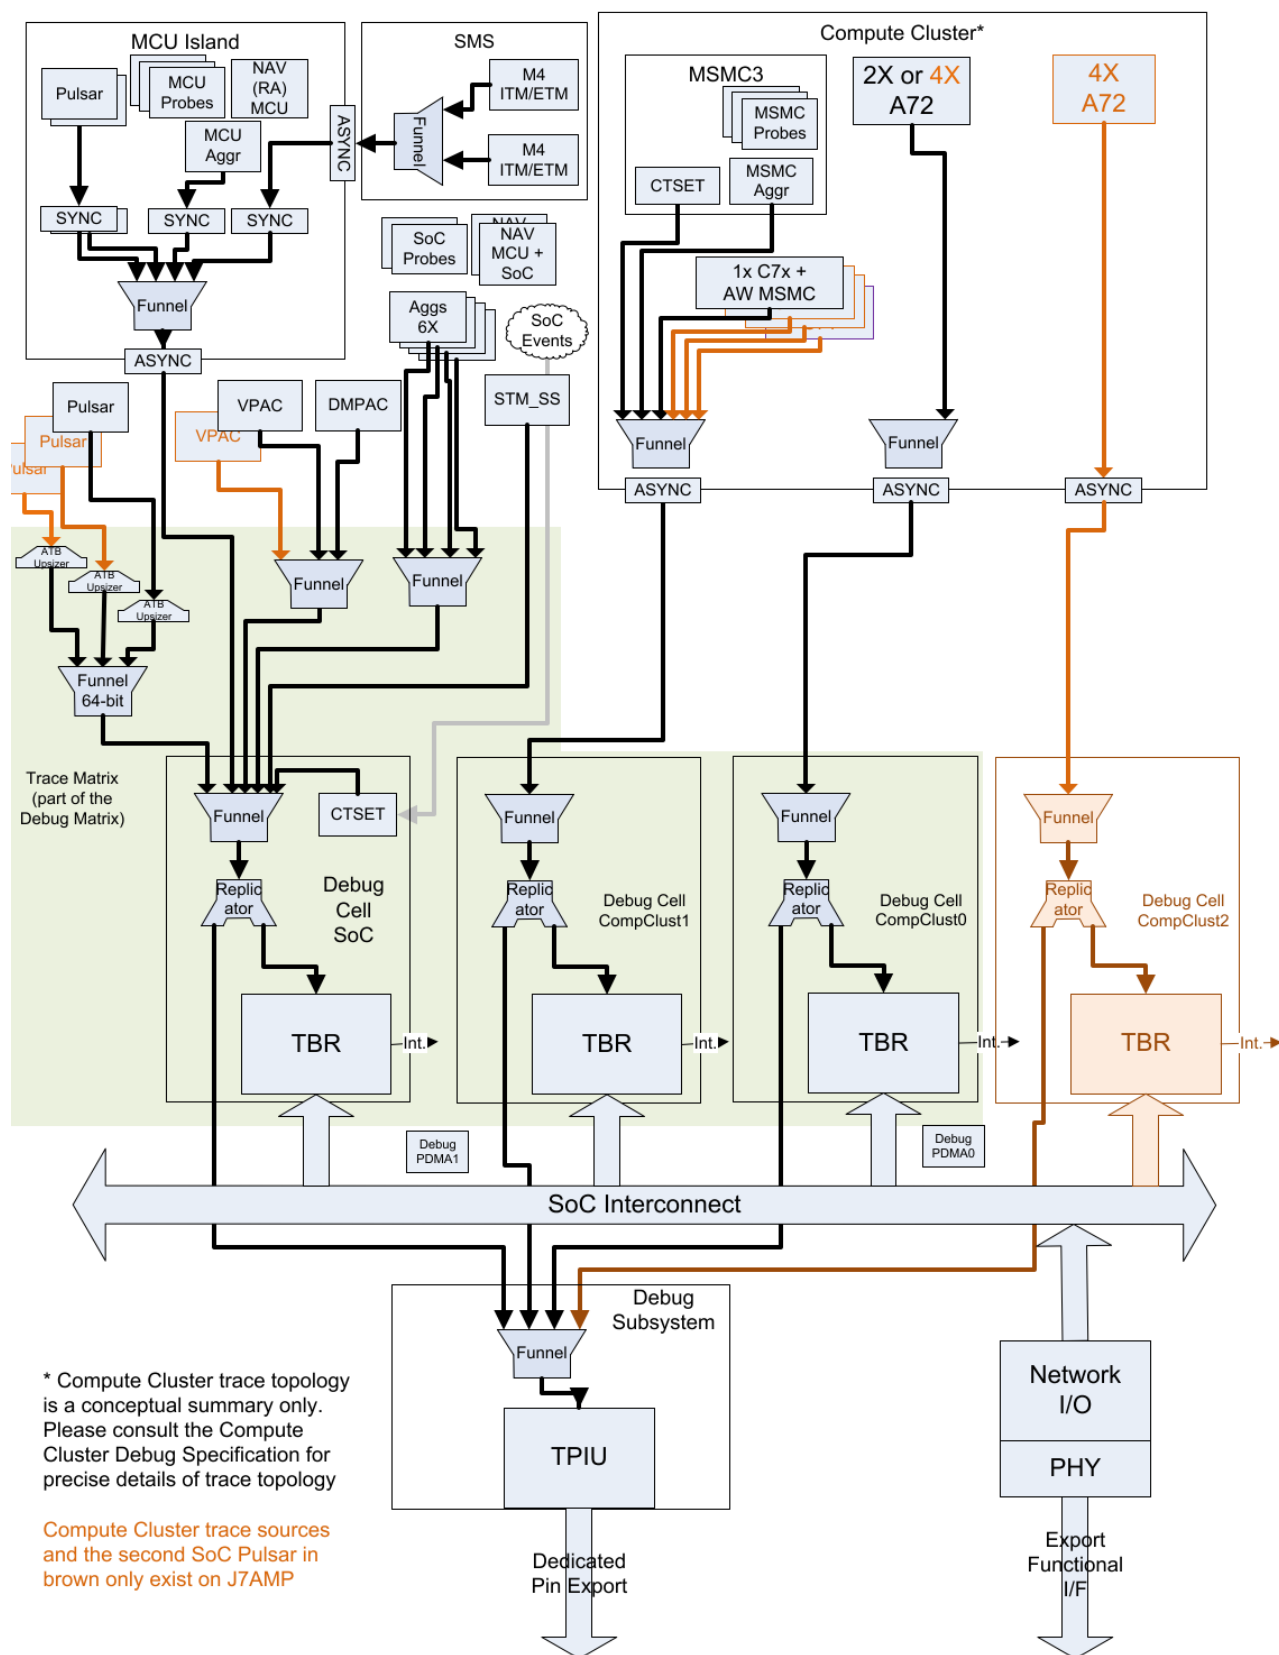 MCU Island
SMS
Compute Cluster*
Pulsar
MCU
Probes
NAV
(RA)
MCU
MCU
Aggr
ASYNC
Funnel
M4
ITM/ETM
M4
ITM/ETM
MSMC3
MSMC
Probes
CTSET
MSMC
Aggr
2X or 4X
A72
4X
A72
SYNC
SYNC
SYNC
Funnel
ASYNC
SoC
Probes
NAV
NAV
MCU +
SoC
Aggs
6X
SoC
Events
1x C7x +
AW MSMC
Pulsar
Pulsar
ulsar
VPAC
VPAC
DMPAC
STM_SS
Funnel
Funnel
ASYNC
ASYNC
ASYNC
ATB
Upsizer
ATB
Upsizer
ATB
Upsizer
Funnel
Funnel
Funnel
64-bit
Trace Matrix
(part of the
Debug Matrix)
Funnel
CTSET
Funnel
Funnel
Funnel
Replic
ator
Debug
Cell
SoC
Replic
ator
Debug Cell
CompClust1
Replic
ator
Debug Cell
CompClust0
Replic
ator
Debug Cell
CompClust2
TBR
Int.
TBR
Int.
TBR
Int.
TBR
Int.
Debug
PDMA1
Debug
PDMA0
SoC Interconnect
Debug
Subsystem
Funnel
TPIU
Network
I/O
PHY
* Compute Cluster trace topology
is a conceptual summary only.
Please consult the Compute
Cluster Debug Specification for
precise details of trace topology
Compute Cluster trace sources
and the second SoC Pulsar in
brown only exist on J7AMP
Dedicated
Pin Export
Export
Functional
I/F